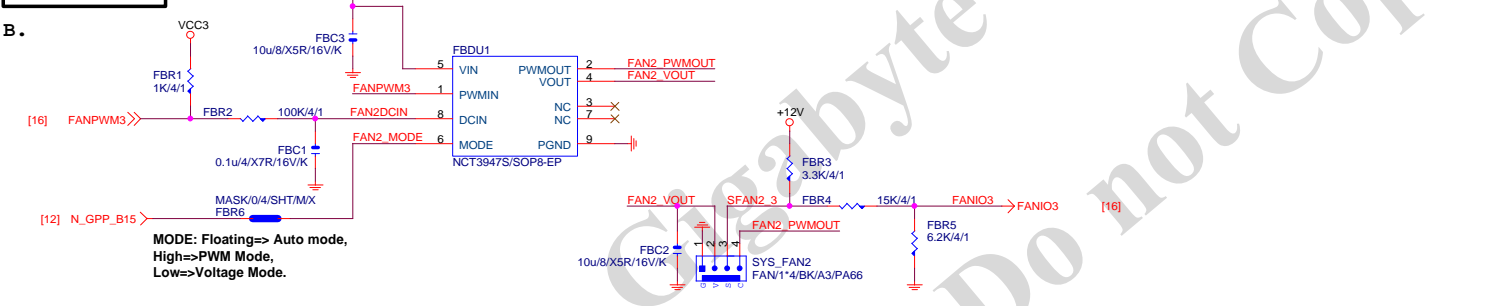 B.
VCC3
FBC3
10u/8/X5R/16V/K
FBDU1
FBR1
1K/4/1
5 VIN PWMOUT 2 FAN2_PWMOUT
VOUT 4 FAN2_VOUT
FANPWM3 1 PWMIN
NC 3
[16] FANPWM3 FBR2 100K/4/1 FAN2DCIN 8 DCIN NC 7
FAN2_MODE 6 MODE PGND 9
FBC1
0.1u/4/X7R/16V/K
NCT3947S/SOP8-EP
+12V
FBR3
3.3K/4/1
MASK/0/4/SHT/M/X
FBR6
[12] N_GPP_B15
FAN2_VOUT SFAN2_3 FBR4 15K/4/1 FANIO3 FANIO3 [16]
MODE: Floating=> Auto mode,
High=>PWM Mode,
Low=>Voltage Mode.
FAN2_PWMOUT
FBR5
6.2K/4/1
FBC2
10u/8/X5R/16V/K
1 2 3 4
SYS_FAN2
FAN/1*4/BK/A3/PA66
G V S C
Gigabyte
Do not Cop